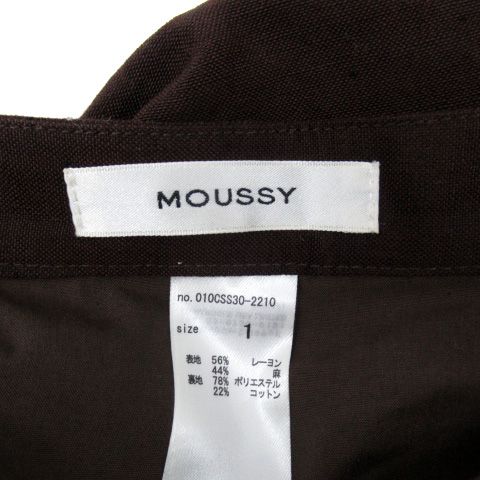 MOUSSY
no. 010CSS30-2210
size 1
表地 56% レーヨン
44% 麻
裏地 78% ポリエステル
22% コットン